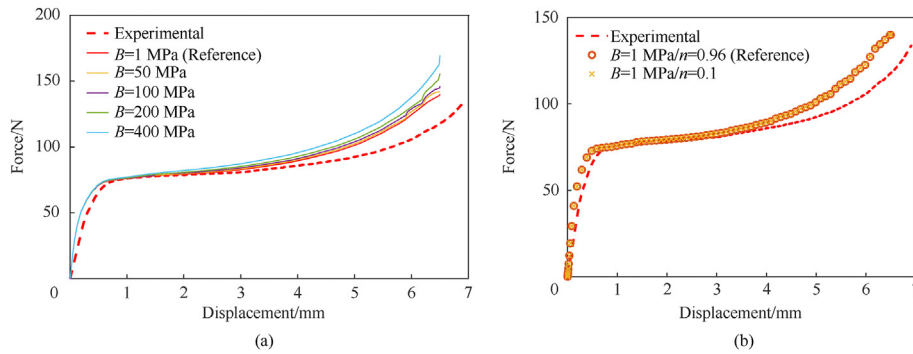 (a)
200
150
100
50
0
1
2
3
4
5
6
7
Force/N
Displacement/mm
Experimental
B=1 MPa (Reference)
B=50 MPa
B=100 MPa
B=200 MPa
B=400 MPa
(a)
150
100
50
0
1
2
3
4
5
6
7
Force/N
Displacement/mm
Experimental
B=1 MPa/n=0.96 (Reference)
B=1 MPa/n=0.1
(b)